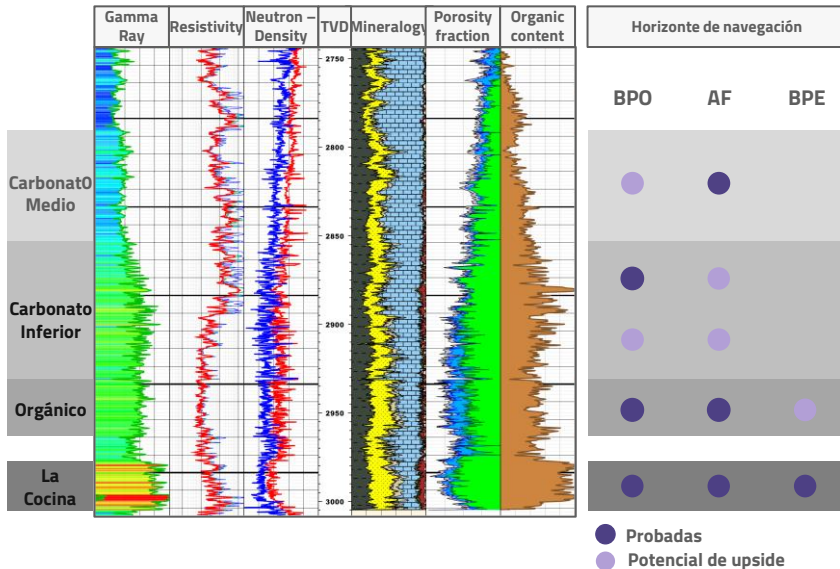 Gamma
Ray
Resistivity
Neutron –
Density
TVD
Mineralogy
Porosity
fraction
Organic
content
Horizonte de navegación
BPO
AF
BPE
2750
2800
2850
2900
2950
3000
Carbonat0
Medio
Carbonato
Inferior
Orgánico
La
Cocina
Probadas
Potencial de upside